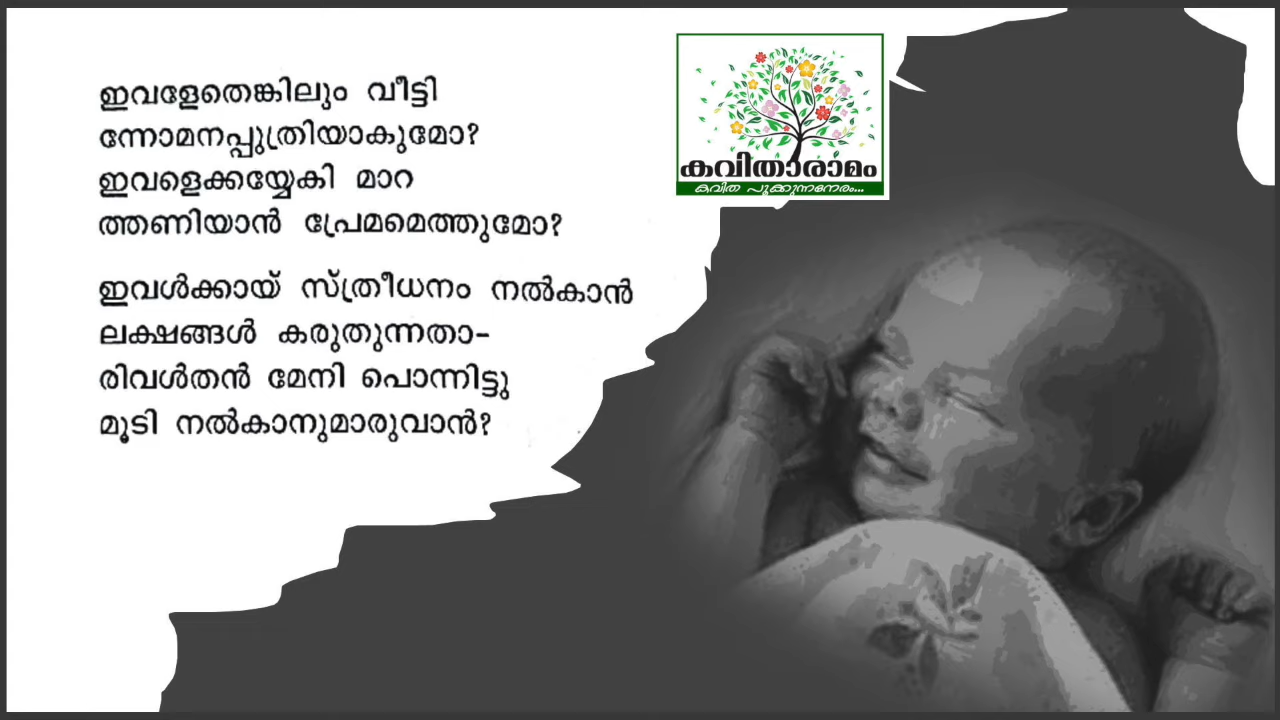 ഇവളേതെങ്കിലും വീട്ടി
ന്നോമനപ്പുത്രിയാകുമോ?
ഇവളെക്കയ്യേകി മാറ
ത്തണിയാൻ പ്രേമമെത്തുമോ?
ഇവൾക്കായ് സ്ത്രീധനം നൽകാൻ
ലക്ഷങ്ങൾ കരുതുന്നതാ-
രിവൾതൻ മേനി പൊന്നിട്ടു
മൂടി നൽകാനുമാരുവാൻ?
കവിതാരാമം
കവിത പൂക്കുന്നനേരം...